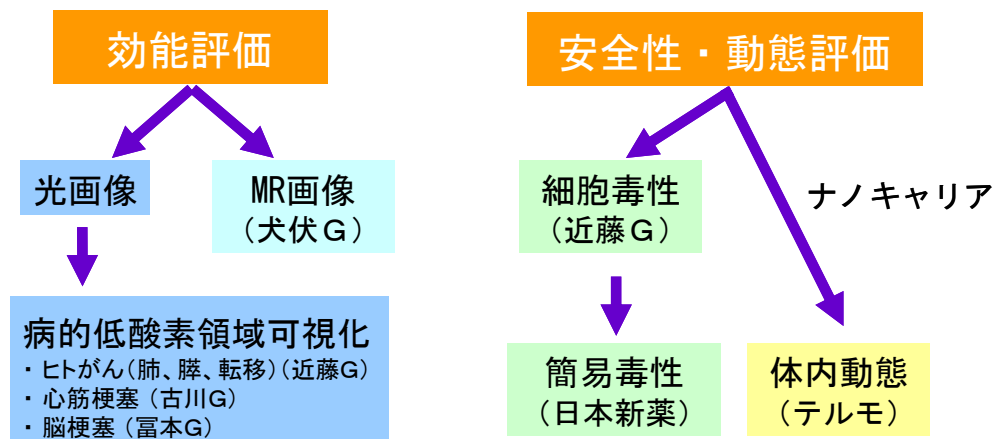 効能評価
光画像
MR画像
（犬伏Ｇ）
病的低酸素領域可視化
・ヒトがん（肺、膵、転移）（近藤G）
・心筋梗塞（古川G）
・脳梗塞（冨本G）
安全性・動態評価
細胞毒性
（近藤Ｇ）
ナノキャリア
簡易毒性
（日本新薬）
体内動態
（テルモ）